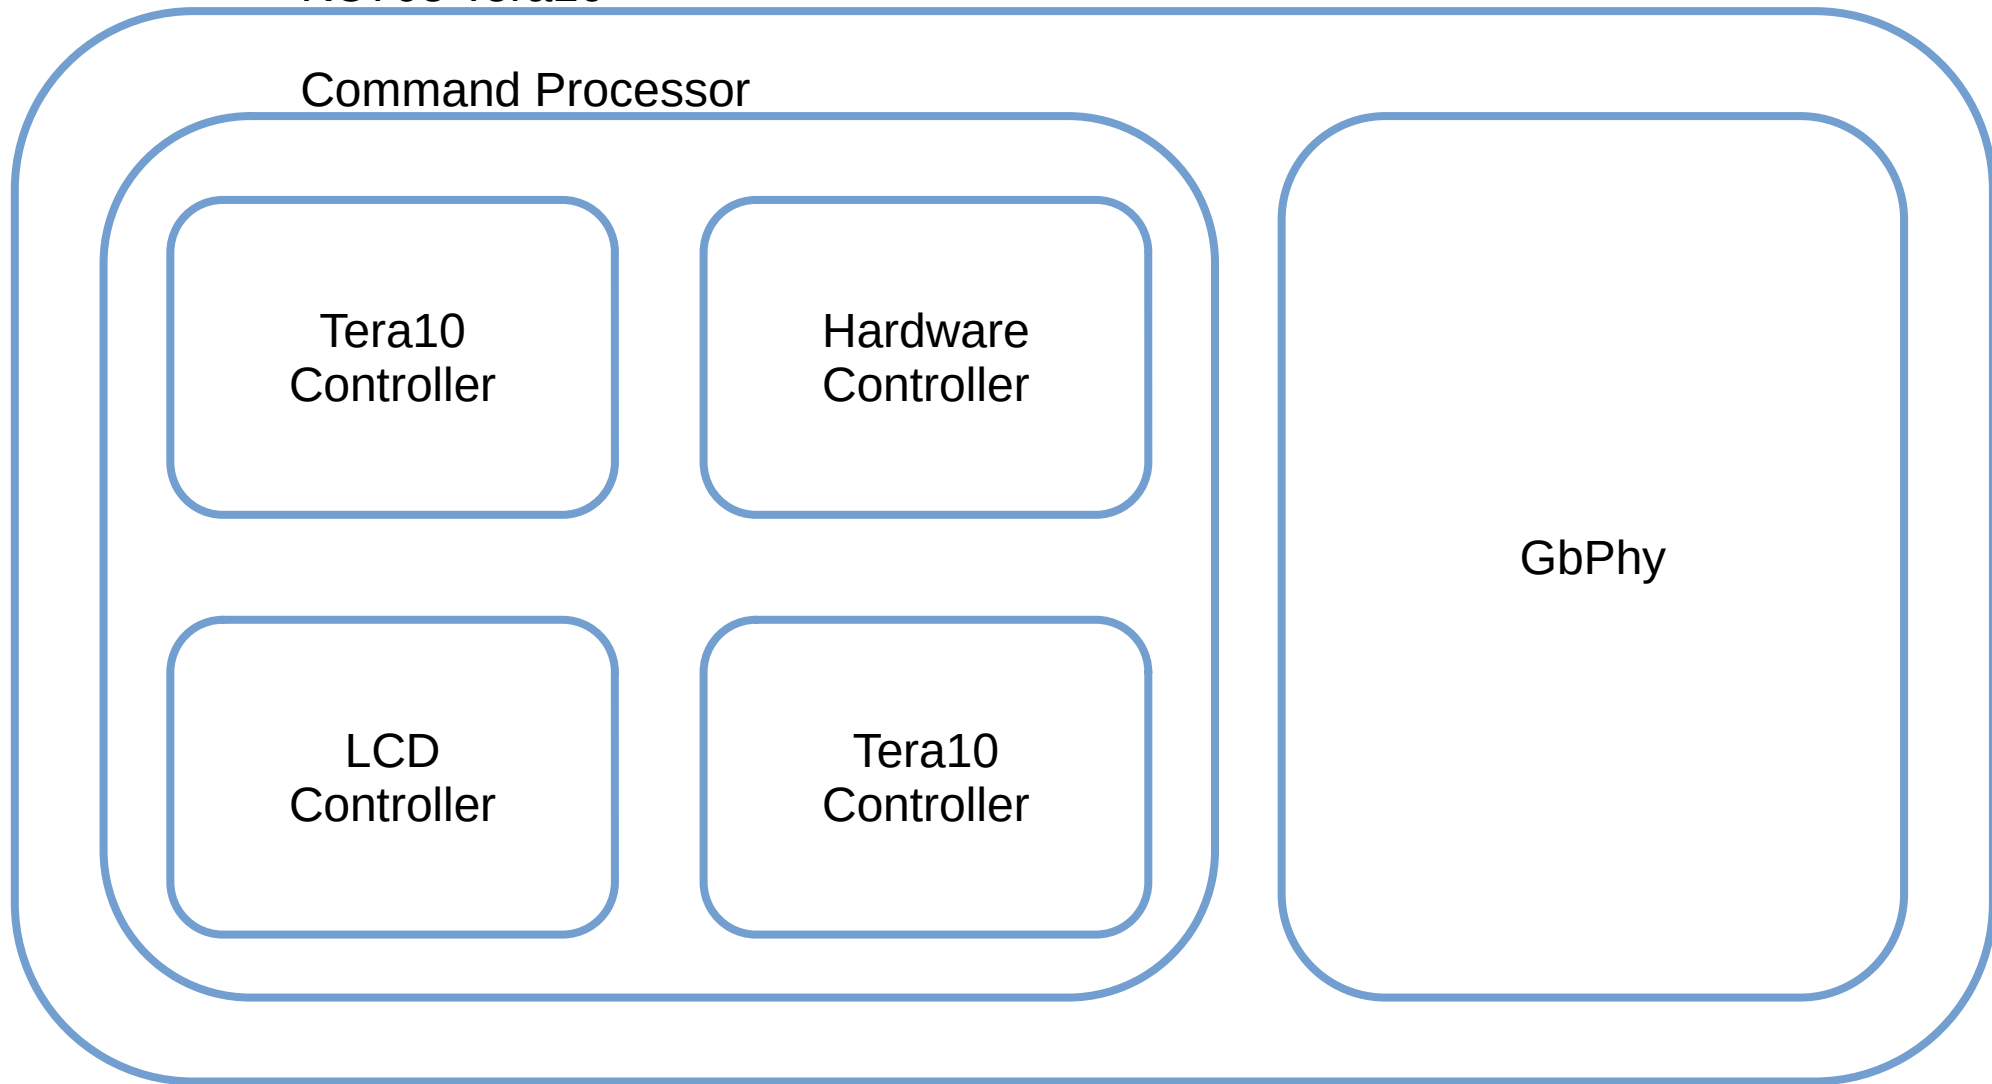 Command Processor
Tera10
Controller
Hardware
Controller
GbPhy
LCD
Controller
Tera10
Controller